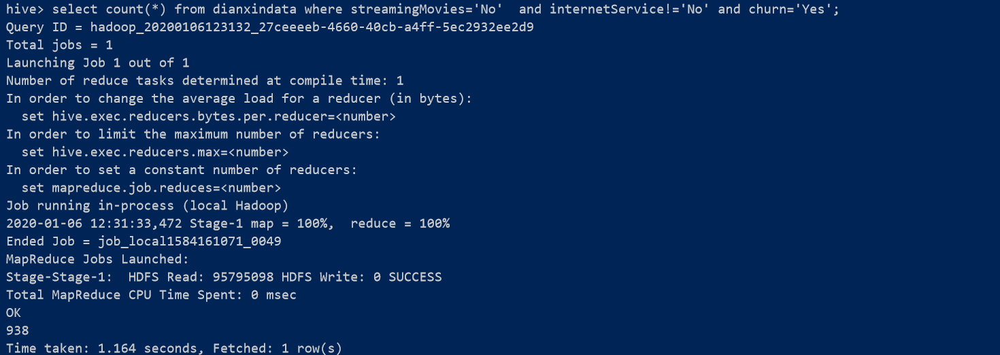 hive> select count(*) from dianxindata where streamingMovies='No'  and internetService!='No' and churn='Yes';
Query ID = hadoop_20200106123132_27ceeeeb-4660-40cb-a4ff-5ec2932ee2d9
Total jobs = 1
Launching Job 1 out of 1
Number of reduce tasks determined at compile time: 1
In order to change the average load for a reducer (in bytes):
  set hive.exec.reducers.bytes.per.reducer=<number>
In order to limit the maximum number of reducers:
  set hive.exec.reducers.max=<number>
In order to set a constant number of reducers:
  set mapreduce.job.reduces=<number>
Job running in-process (local Hadoop)
2020-01-06 12:31:33,472 Stage-1 map = 100%,  reduce = 100%
Ended Job = job_local1584161071_0049
MapReduce Jobs Launched:
Stage-Stage-1:  HDFS Read: 95795098 HDFS Write: 0 SUCCESS
Total MapReduce CPU Time Spent: 0 msec
OK
938
Time taken: 1.164 seconds, Fetched: 1 row(s)